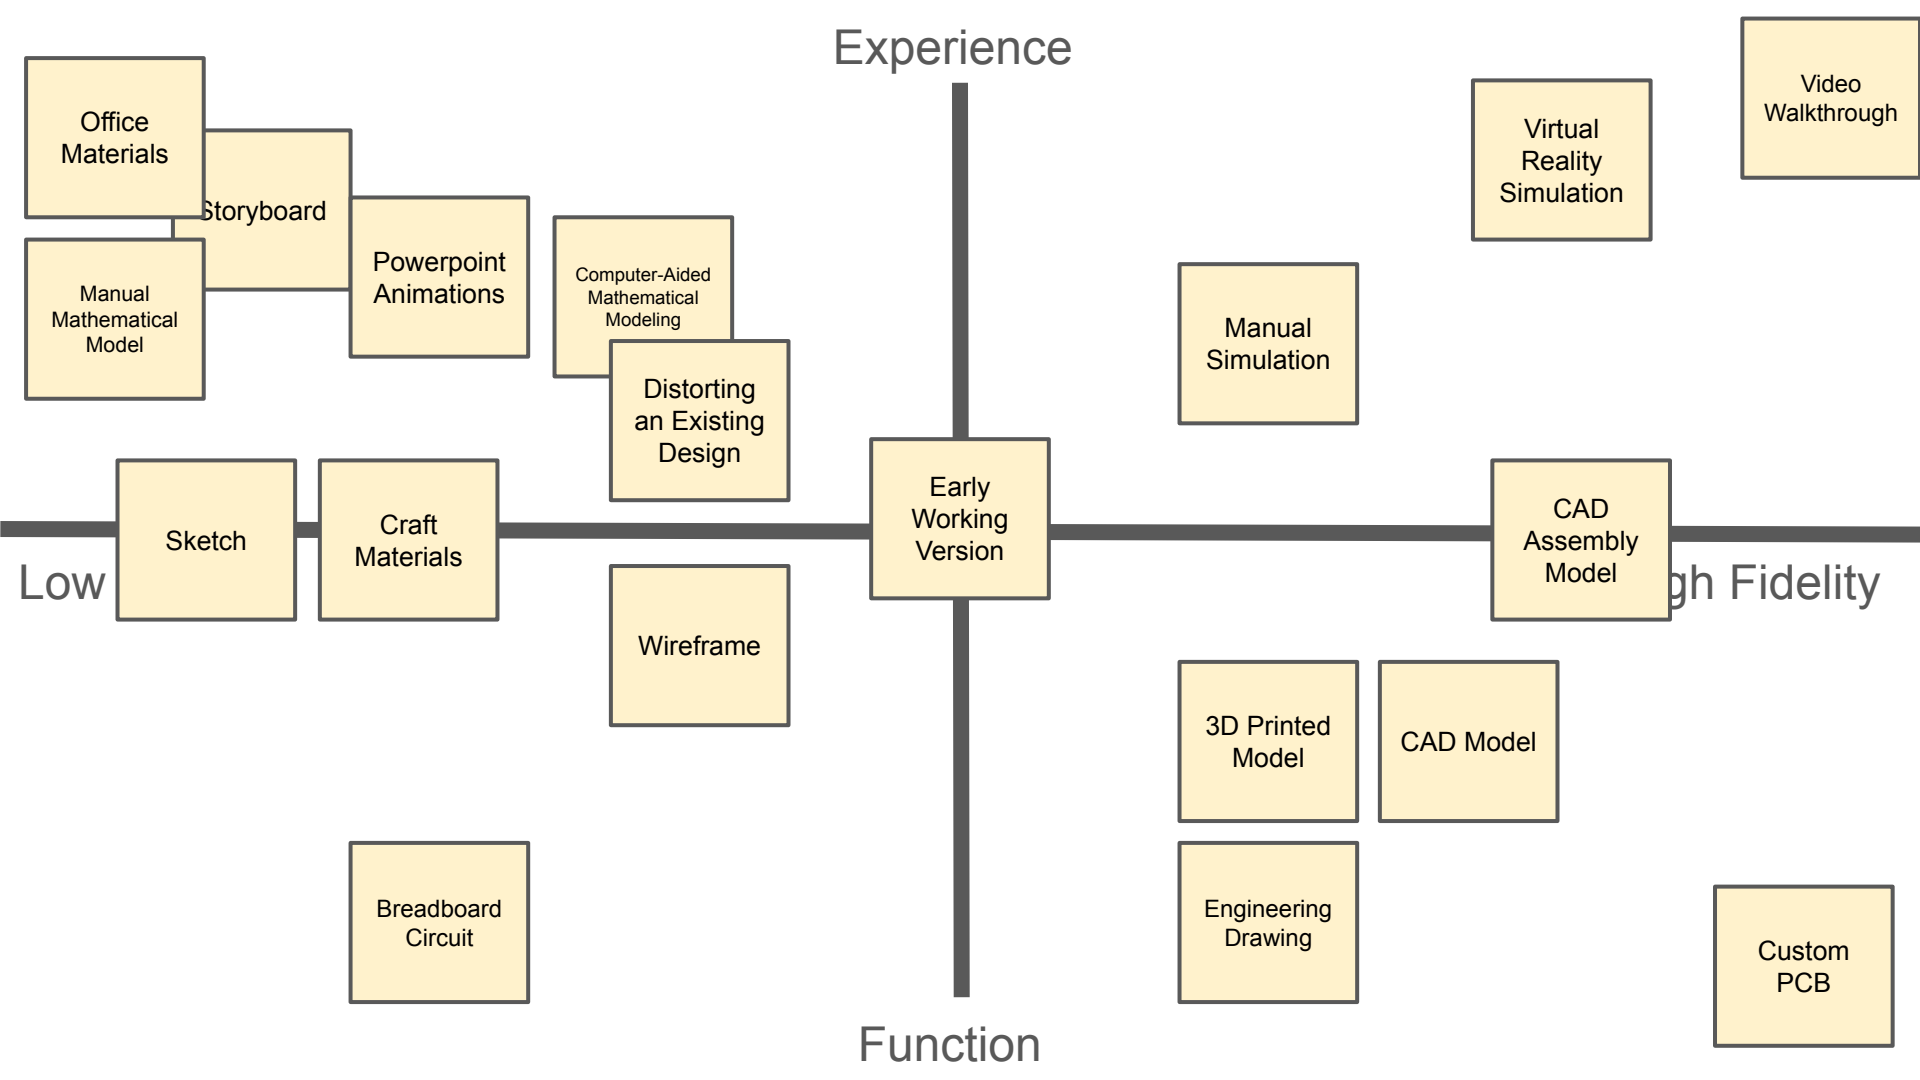 Experience
Video
Walkthrough
Office
Materials
Virtual
Reality
Simulation
Storyboard
Powerpoint
Animations
Computer-Aided
Mathematical
Modeling
Manual
Mathematical
Model
Manual
Simulation
Distorting
an Existing
Design
Early
Working
Version
Sketch
Craft
Materials
CAD
Assembly
Model
Low
Fidelity
Wireframe
3D Printed
Model
CAD Model
Breadboard
Circuit
Engineering
Drawing
Custom
PCB
Function